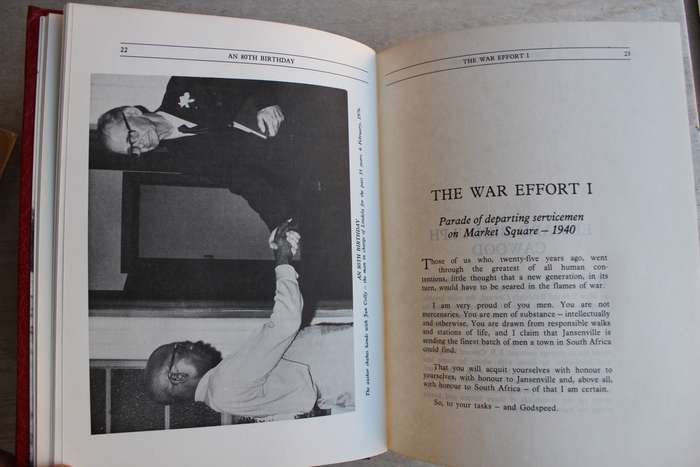 22
AN 80TH BIRTHDAY
AN 80TH BIRTHDAY
The author shakes hands with Jan Colly — the man in charge of Uitvlei for the past 35 years; 6 February, 1976.
THE WAR EFFORT I
23
THE WAR EFFORT I
Parade of departing servicemen
on Market Square — 1940
Those of us who, twenty-five years ago, went
through the greatest of all human con-
tentions, little thought that a new generation, in its
turn, would have to be seared in the flames of war.
I am very proud of you men. You are not
mercenaries. You are men of substance — intellectually
and otherwise. You are drawn from responsible walks
and stations of life, and I claim that Jansenville is
sending the finest batch of men a town in South Africa
could find.
That you will acquit yourselves with honour to
yourselves, with honour to Jansenville and, above all,
with honour to South Africa — of that I am certain.
So, to your tasks — and Godspeed.